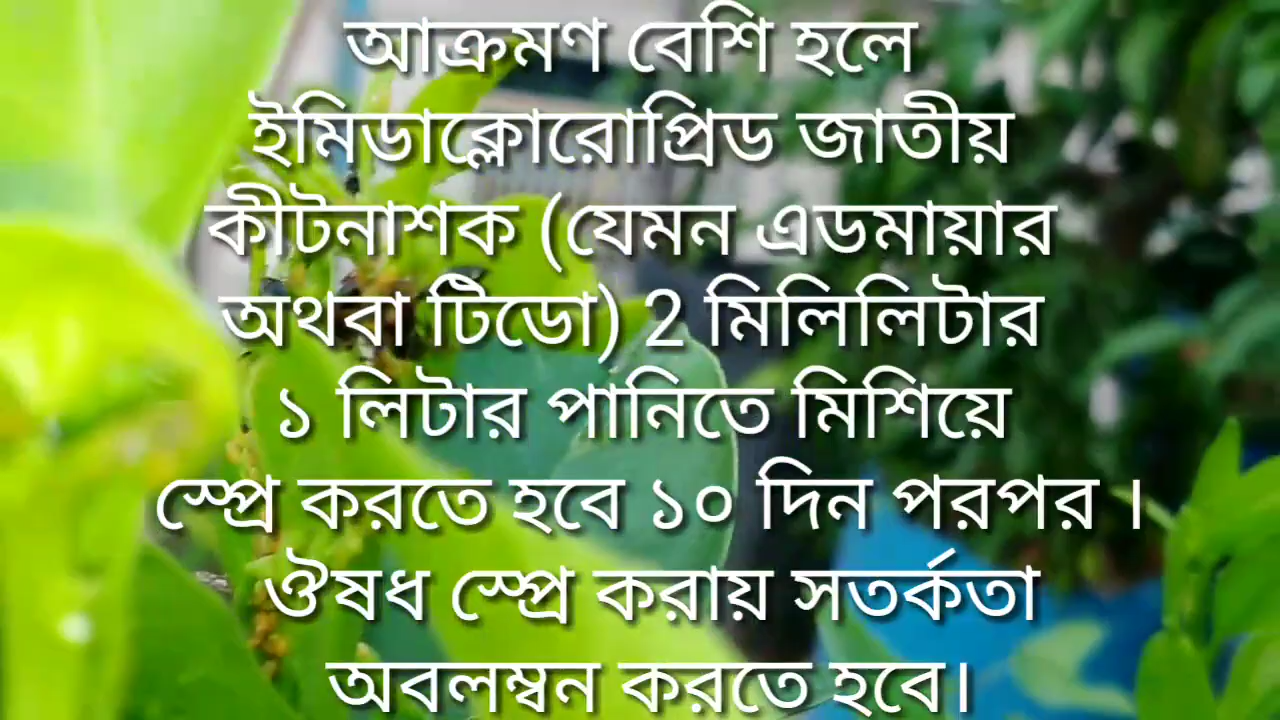 আক্রমণ বেশি হলে
ইমিডাক্লোরোপ্রিড জাতীয়
কীটনাশক (যেমন এডমায়ার
অথবা টিডো) 2 মিলিলিটার
১ লিটার পানিতে মিশিয়ে
স্প্রে করতে হবে ১০ দিন পরপর ।
ঔষধ স্প্রে করায় সতর্কতা
অবলম্বন করতে হবে।